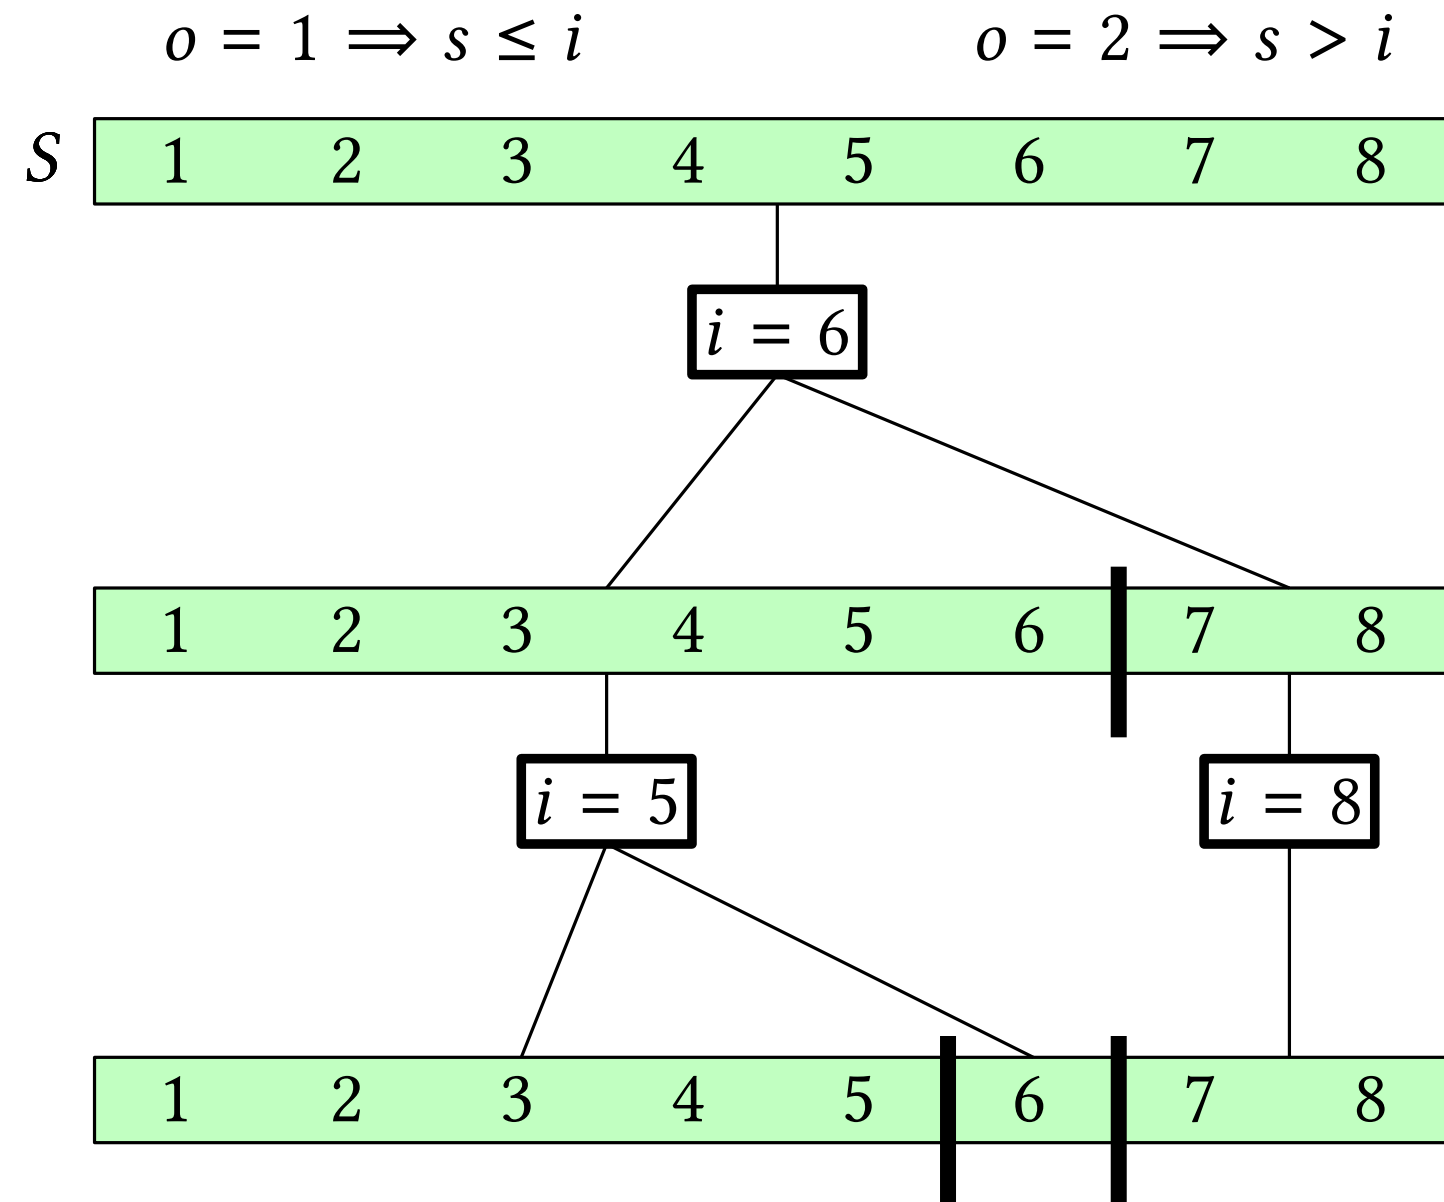 o = 1 ⟹ s ≤ i o = 2 ⟹ s > i
S 1 2 3 4 5 6 7 8
i = 6
1 2 3 4 5 6 7 8
i = 5 i = 8
1 2 3 4 5 6 7 8